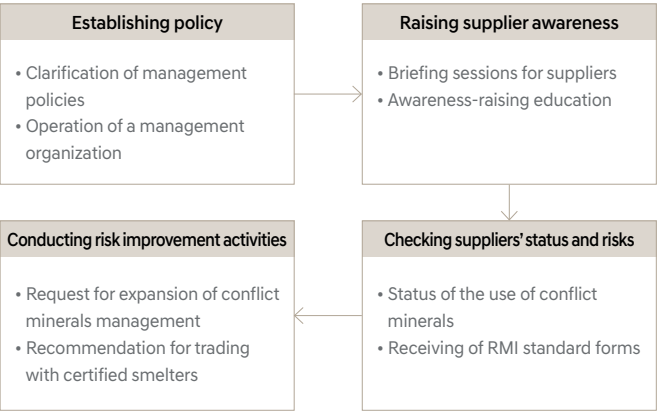 Establishing policy
• Clarification of management
policies
• Operation of a management
organization
Raising supplier awareness
• Briefing sessions for suppliers
• Awareness-raising education
Checking suppliers' status and risks
• Status of the use of conflict
minerals
• Receiving of RMI standard forms
Conducting risk improvement activities
• Request for expansion of conflict
minerals management
• Recommendation for trading
with certified smelters